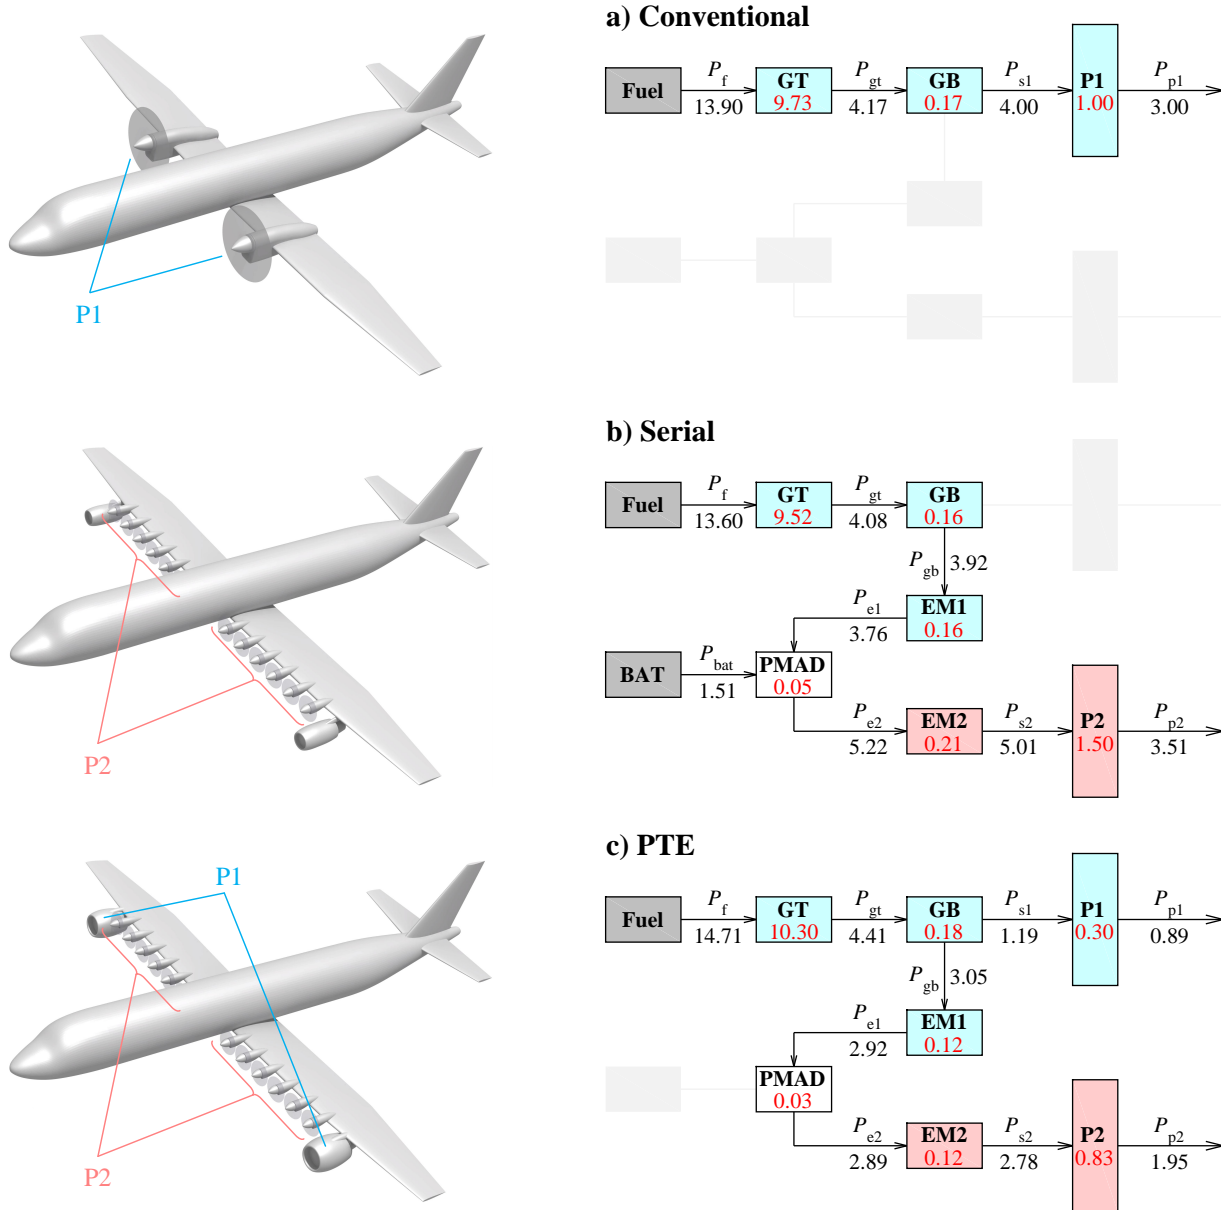 a) Conventional
P_f P_gt P_s1 P_p1
Fuel GT GB P1
9.73 0.17 1.00
13.90 4.17 4.00 3.00
P1
b) Serial
P_f P_gt
Fuel GT GB
9.52 0.16
13.60 4.08
P_gb 3.92
P_e1 EM1
3.76 0.16
P_bat
BAT PMAD
1.51 0.05
P_e2 EM2 P_s2 P2 P_p2
0.21 1.50
5.22 5.01 3.51
P2
c) PTE
P1
P_f P_gt P_s1 P_p1
Fuel GT GB P1
10.30 0.18 0.30
14.71 4.41 1.19 0.89
P_gb 3.05
P_e1 EM1
2.92 0.12
PMAD
0.03
P_e2 EM2 P_s2 P2 P_p2
0.12 0.83
2.89 2.78 1.95
P2